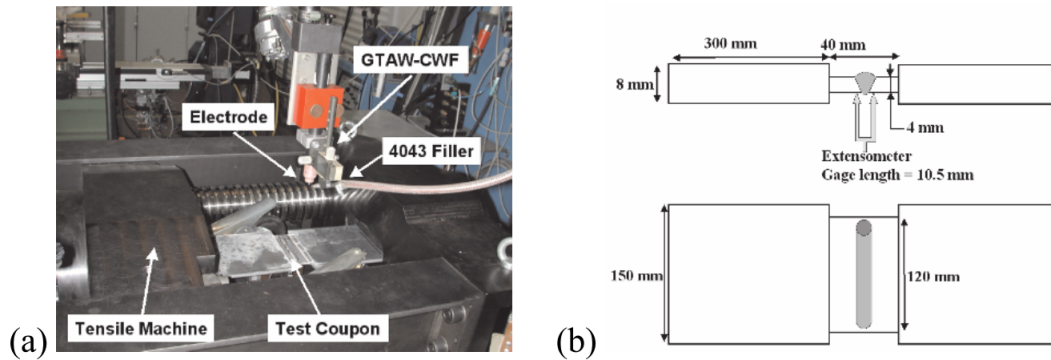 GTAW-CWF
Electrode
4043 Filler
Tensile Machine
Test Coupon
(a)
300 mm
40 mm
8 mm
4 mm
Extensometer
Gage length = 10.5 mm
150 mm
120 mm
(b)